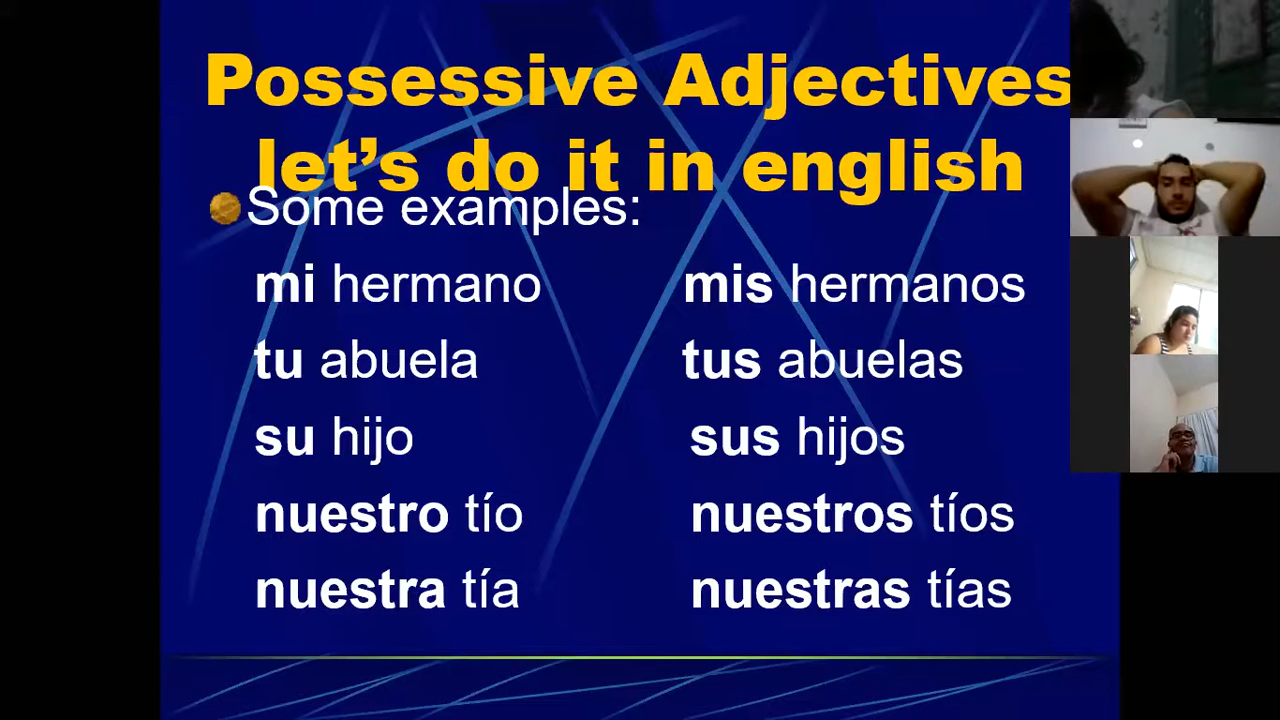 Possessive Adjectives
let's do it in english
Some examples:
mi hermano mis hermanos
tu abuela tus abuelas
su hijo sus hijos
nuestro tío nuestros tíos
nuestra tía nuestras tías